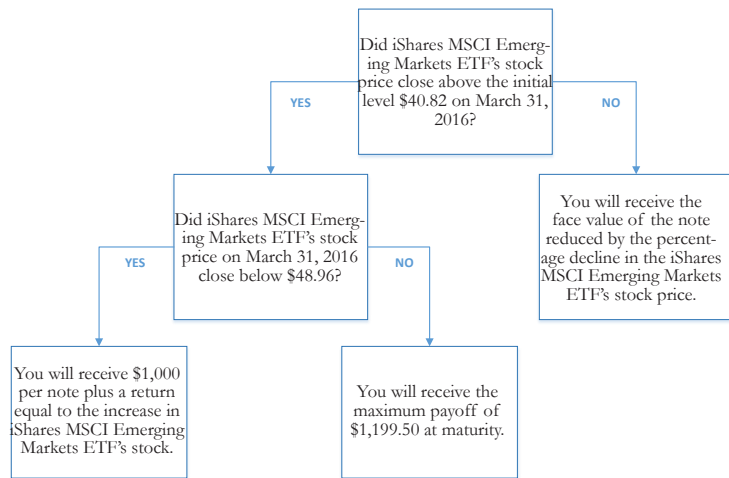 Did iShares MSCI Emerg-
ing Markets ETF's stock
price close above the initial
level $40.82 on March 31,
2016?
YES
NO
Did iShares MSCI Emerg-
ing Markets ETF's stock
price on March 31, 2016
close below $48.96?
You will receive the
face value of the note
reduced by the percent-
age decline in the iShares
MSCI Emerging Markets
ETF's stock price.
YES
NO
You will receive $1,000
per note plus a return
equal to the increase in
iShares MSCI Emerging
Markets ETF's stock.
You will receive the
maximum payoff of
$1,199.50 at maturity.